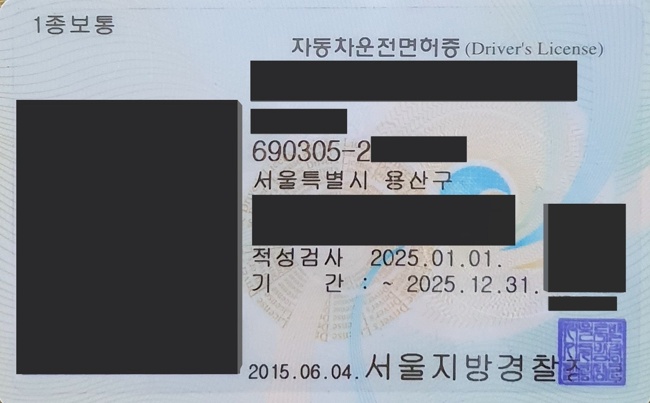 1종보통
자동차운전면허증 (Driver's License)
690305-2
서울특별시 용산구
적성검사 2025.01.01.
기 간 : ~ 2025.12.31.
2015.06.04. 서울지방경찰청